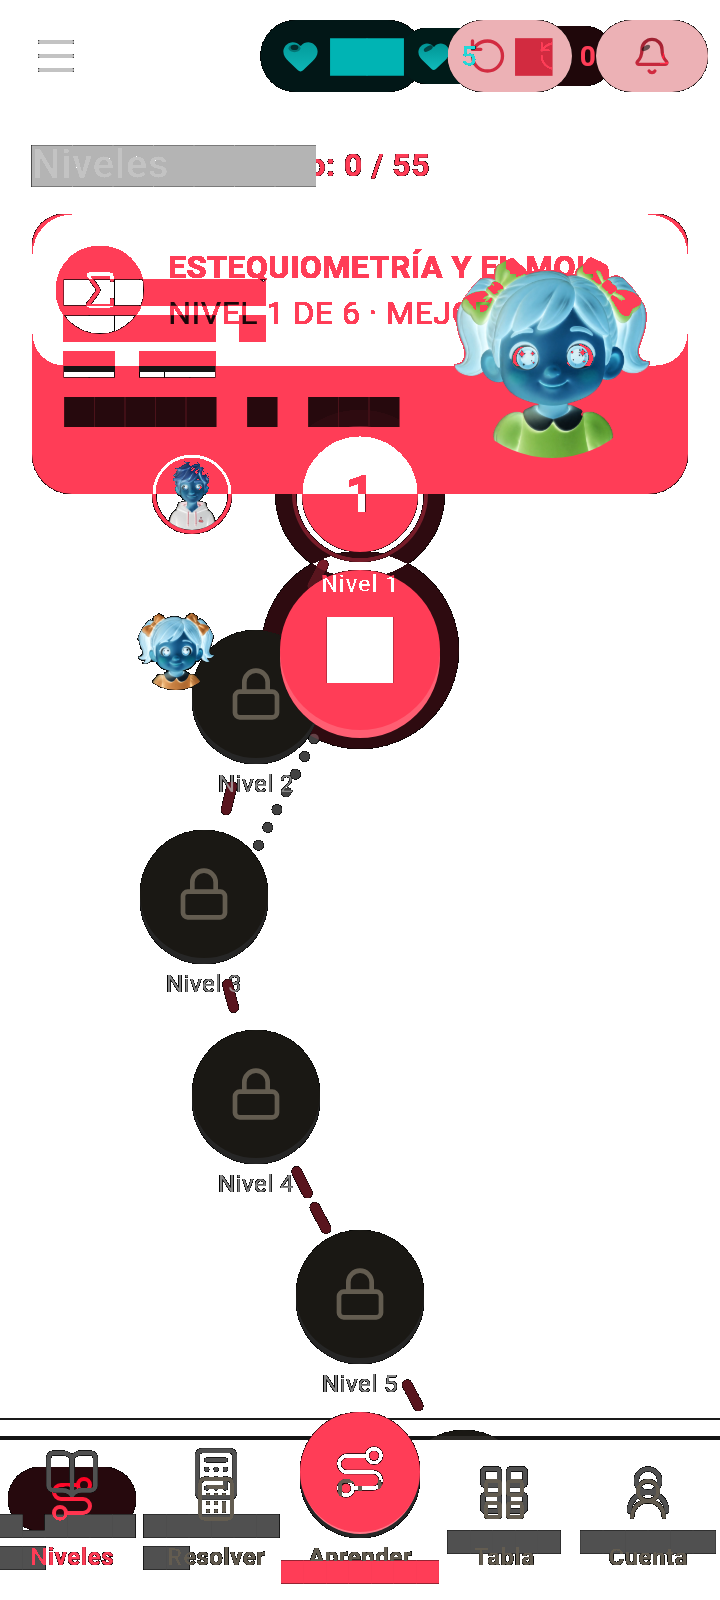 5
0
Niveles
: 0 / 55
ESTEQUIOMETRÍA Y EL MOL
NIVEL 1 DE 6 · MEJO
1
Nivel 1
Nivel 2
Nivel 3
Nivel 4
Nivel 5
Niveles
Resolver
Aprender
Tabla
Cuenta